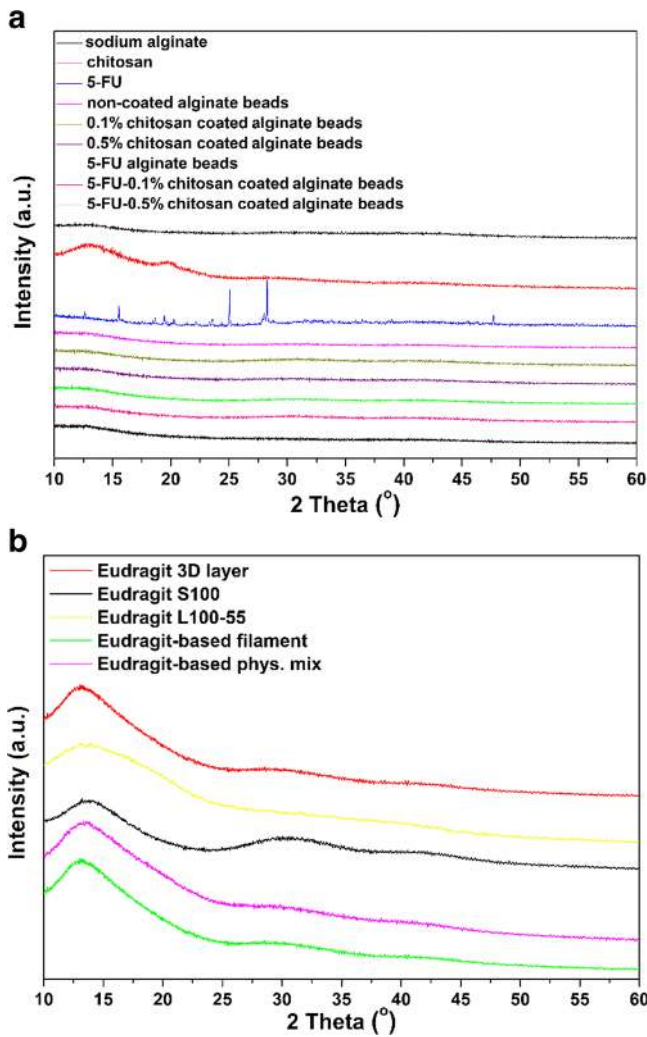 a
sodium alginate
chitosan
5-FU
non-coated alginate beads
0.1% chitosan coated alginate beads
0.5% chitosan coated alginate beads
5-FU alginate beads
5-FU-0.1% chitosan coated alginate beads
5-FU-0.5% chitosan coated alginate beads
Intensity (a.u.)
10 15 20 25 30 35 40 45 50 55 60
2 Theta (°)
b
Eudragit 3D layer
Eudragit S100
Eudragit L100-55
Eudragit-based filament
Eudragit-based phys. mix
Intensity (a.u.)
10 15 20 25 30 35 40 45 50 55 60
2 Theta (°)